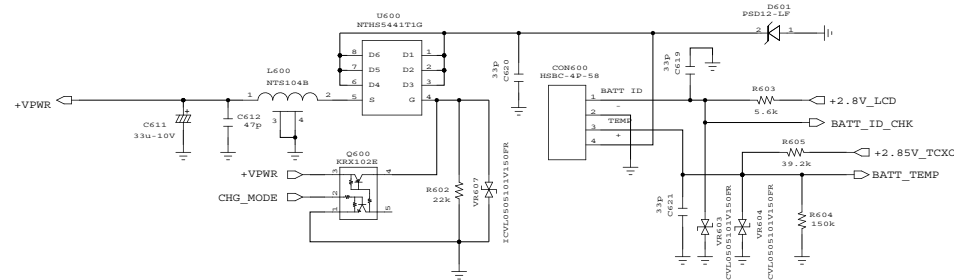 U600
NTHS5441T1G
D601
PSD12-LF
2
1
8 D6 D1 1
7 D5 D2 2
6 D4 D3 3
5 S G 4
L600
NTS104B
1
2
3 4
+VPWR
C611
33u-10V
C612
47p
Q600
KRX102E
+VPWR
3
4
CHG_MODE
2
1
5
R602
22k
VR607
ICVL0505101V150FR
33p
C620
CON600
HSBC-4P-58
1 BATT ID
-
2
TEMP
3
+
4
33p
C619
R603
5.6k
+2.8V_LCD
BATT_ID_CHK
R605
39.2k
+2.85V_TCXO
BATT_TEMP
33p
C621
VR603
CVL0505101V150FR
VR604
CVL0505101V150FR
R604
150k